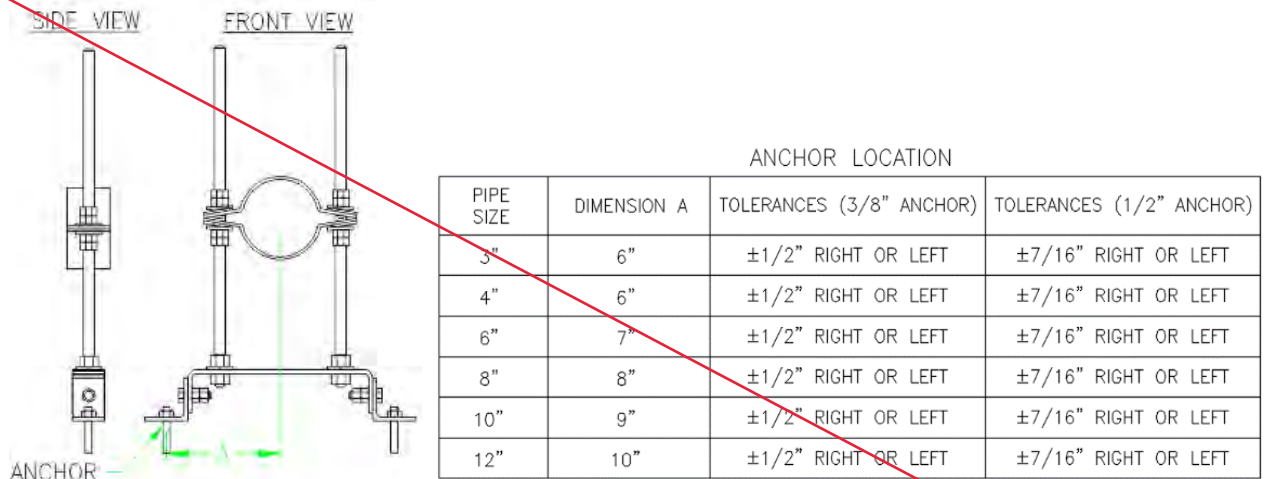 SIDE VIEW
FRONT VIEW
A
ANCHOR
ANCHOR LOCATION
PIPE SIZE DIMENSION A TOLERANCES (3/8" ANCHOR) TOLERANCES (1/2" ANCHOR)
3" 6" ±1/2" RIGHT OR LEFT ±7/16" RIGHT OR LEFT
4" 6" ±1/2" RIGHT OR LEFT ±7/16" RIGHT OR LEFT
6" 7" ±1/2" RIGHT OR LEFT ±7/16" RIGHT OR LEFT
8" 8" ±1/2" RIGHT OR LEFT ±7/16" RIGHT OR LEFT
10" 9" ±1/2" RIGHT OR LEFT ±7/16" RIGHT OR LEFT
12" 10" ±1/2" RIGHT OR LEFT ±7/16" RIGHT OR LEFT